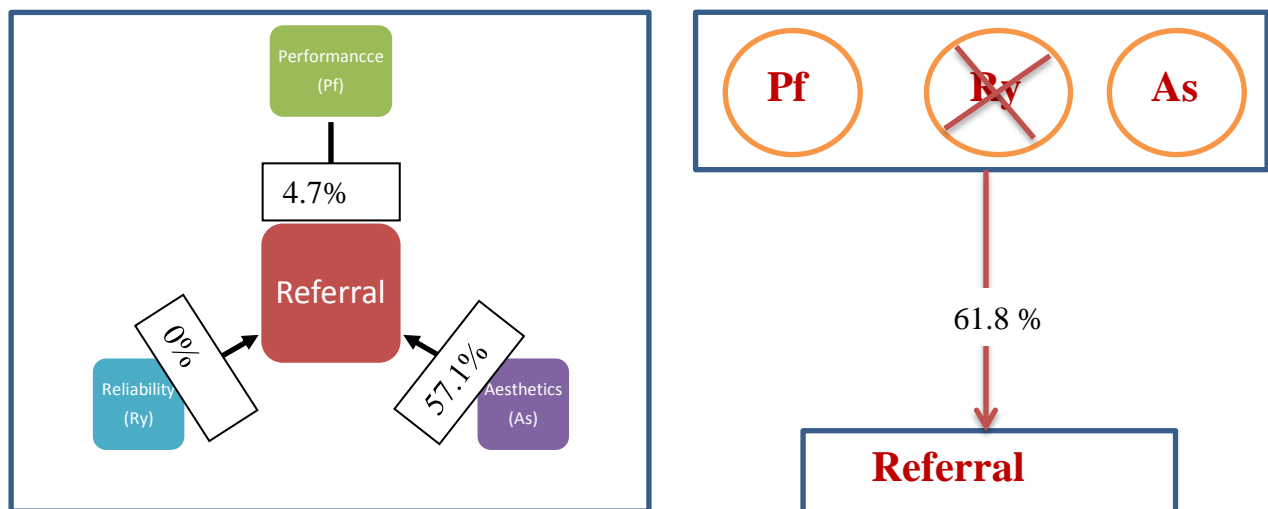 Performancce
(Pf)
4.7%
Referral
0%
57.1%
Reliability
(Ry)
Aesthetics
(As)
Pf
Ry
As
61.8 %
Referral